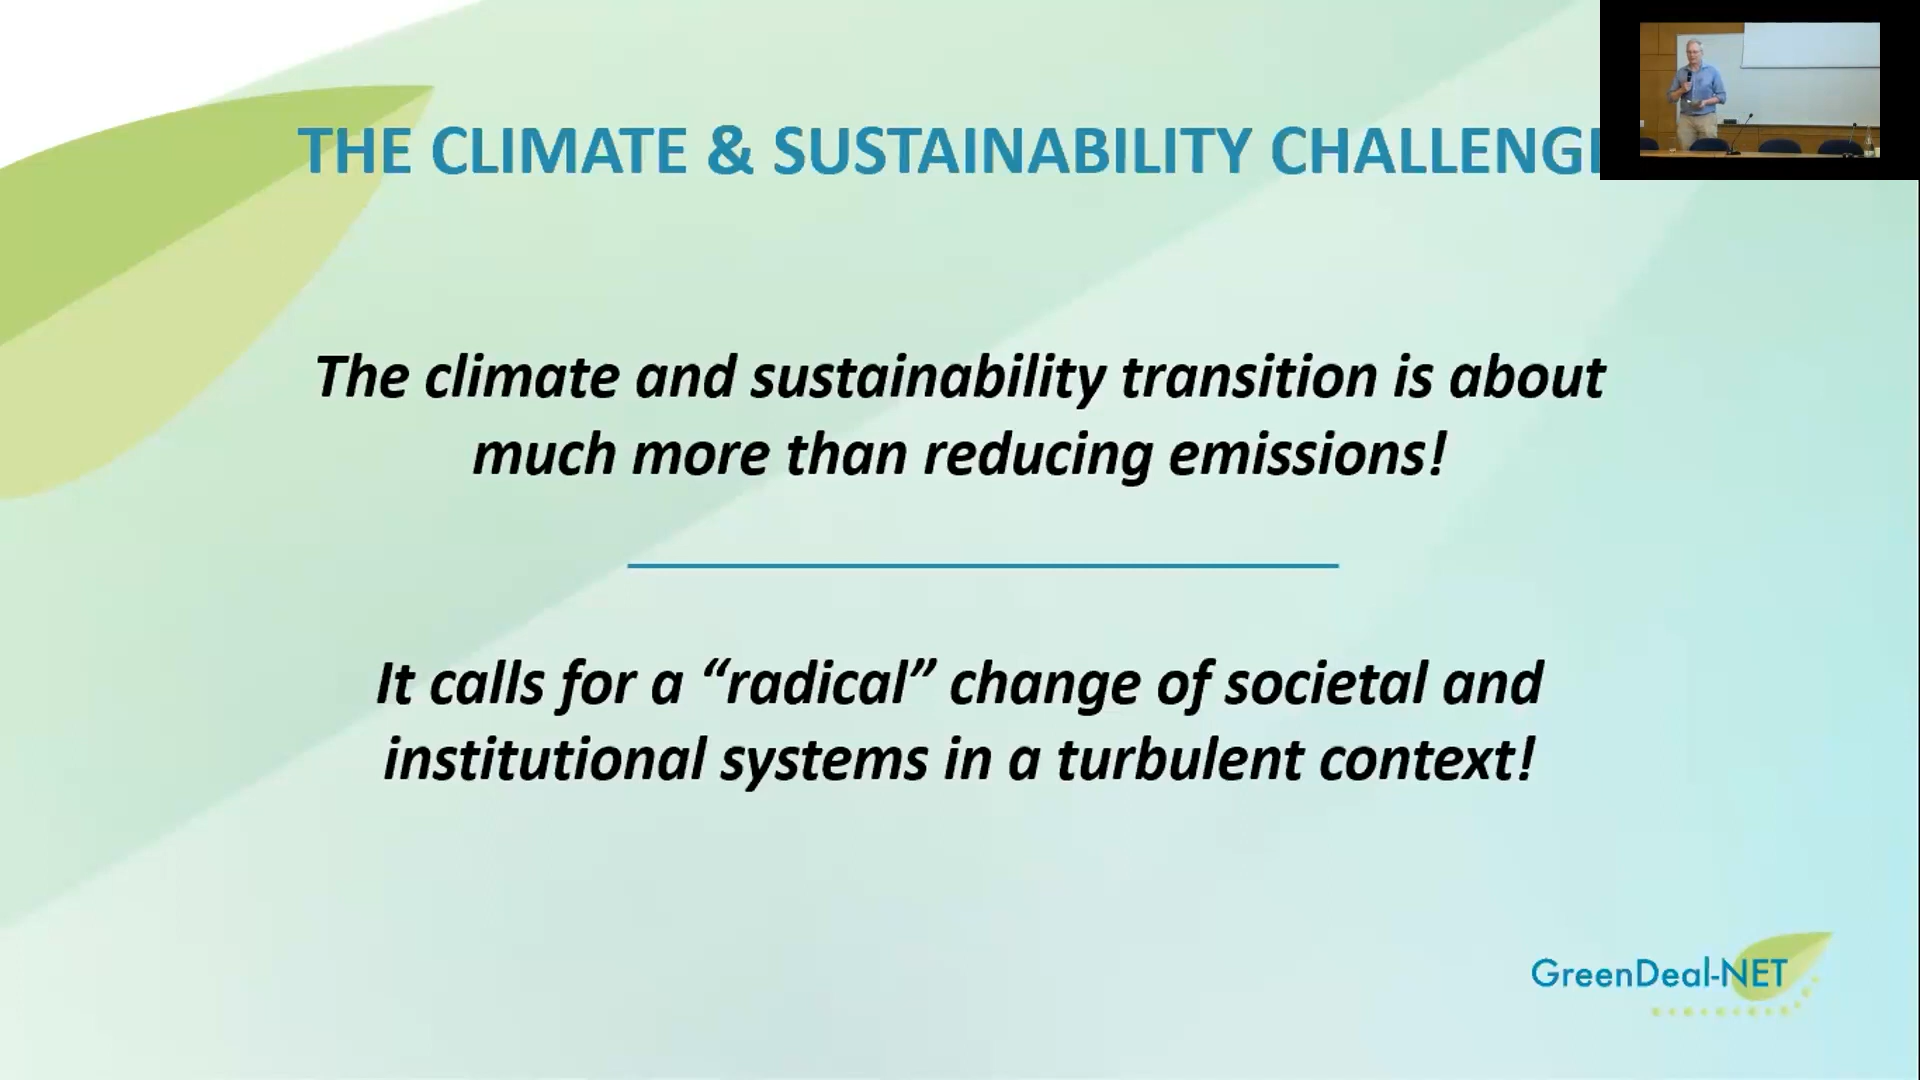 THE CLIMATE & SUSTAINABILITY CHALLENG
The climate and sustainability transition is about
much more than reducing emissions!
It calls for a “radical” change of societal and
institutional systems in a turbulent context!
GreenDeal-NET